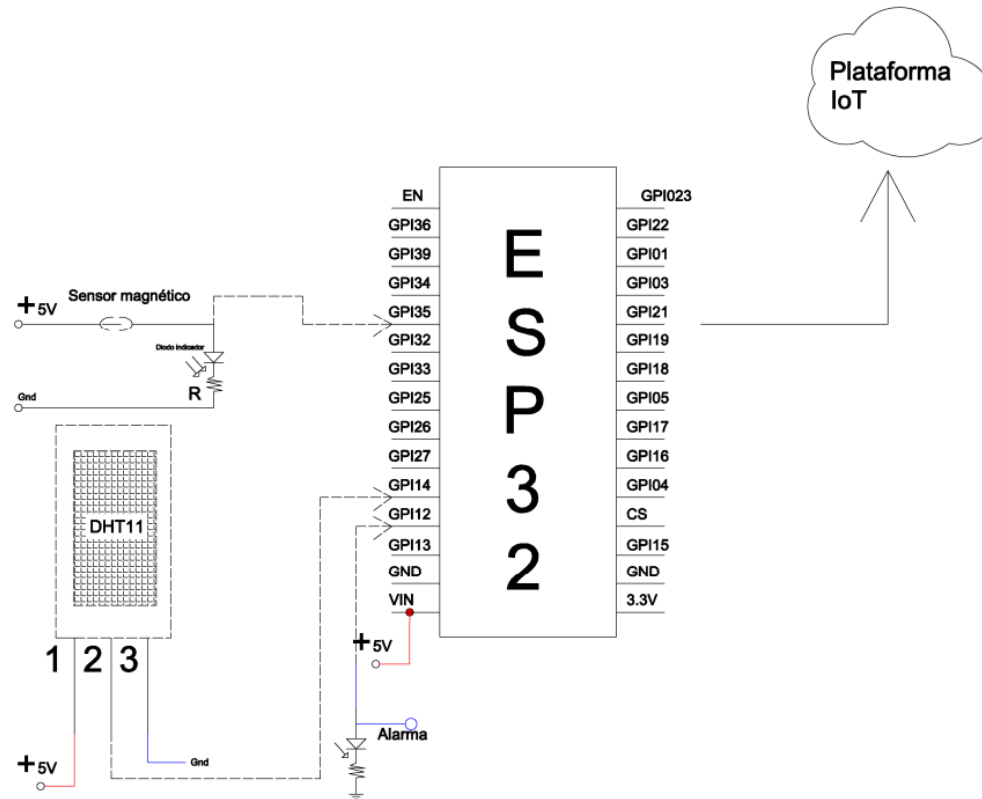 Plataforma
IoT
EN
GPI36
GPI39
GPI34
GPI35
GPI32
GPI33
GPI25
GPI26
GPI27
GPI14
GPI12
GPI13
GND
VIN
E
S
P
3
2
GPI023
GPI22
GPI01
GPI03
GPI21
GPI19
GPI18
GPI05
GPI17
GPI16
GPI04
CS
GPI15
GND
3.3V
Sensor magnético
+5V
Diodo indicador
R
Gnd
DHT11
1 2 3
+5V
Gnd
+5V
Alarma